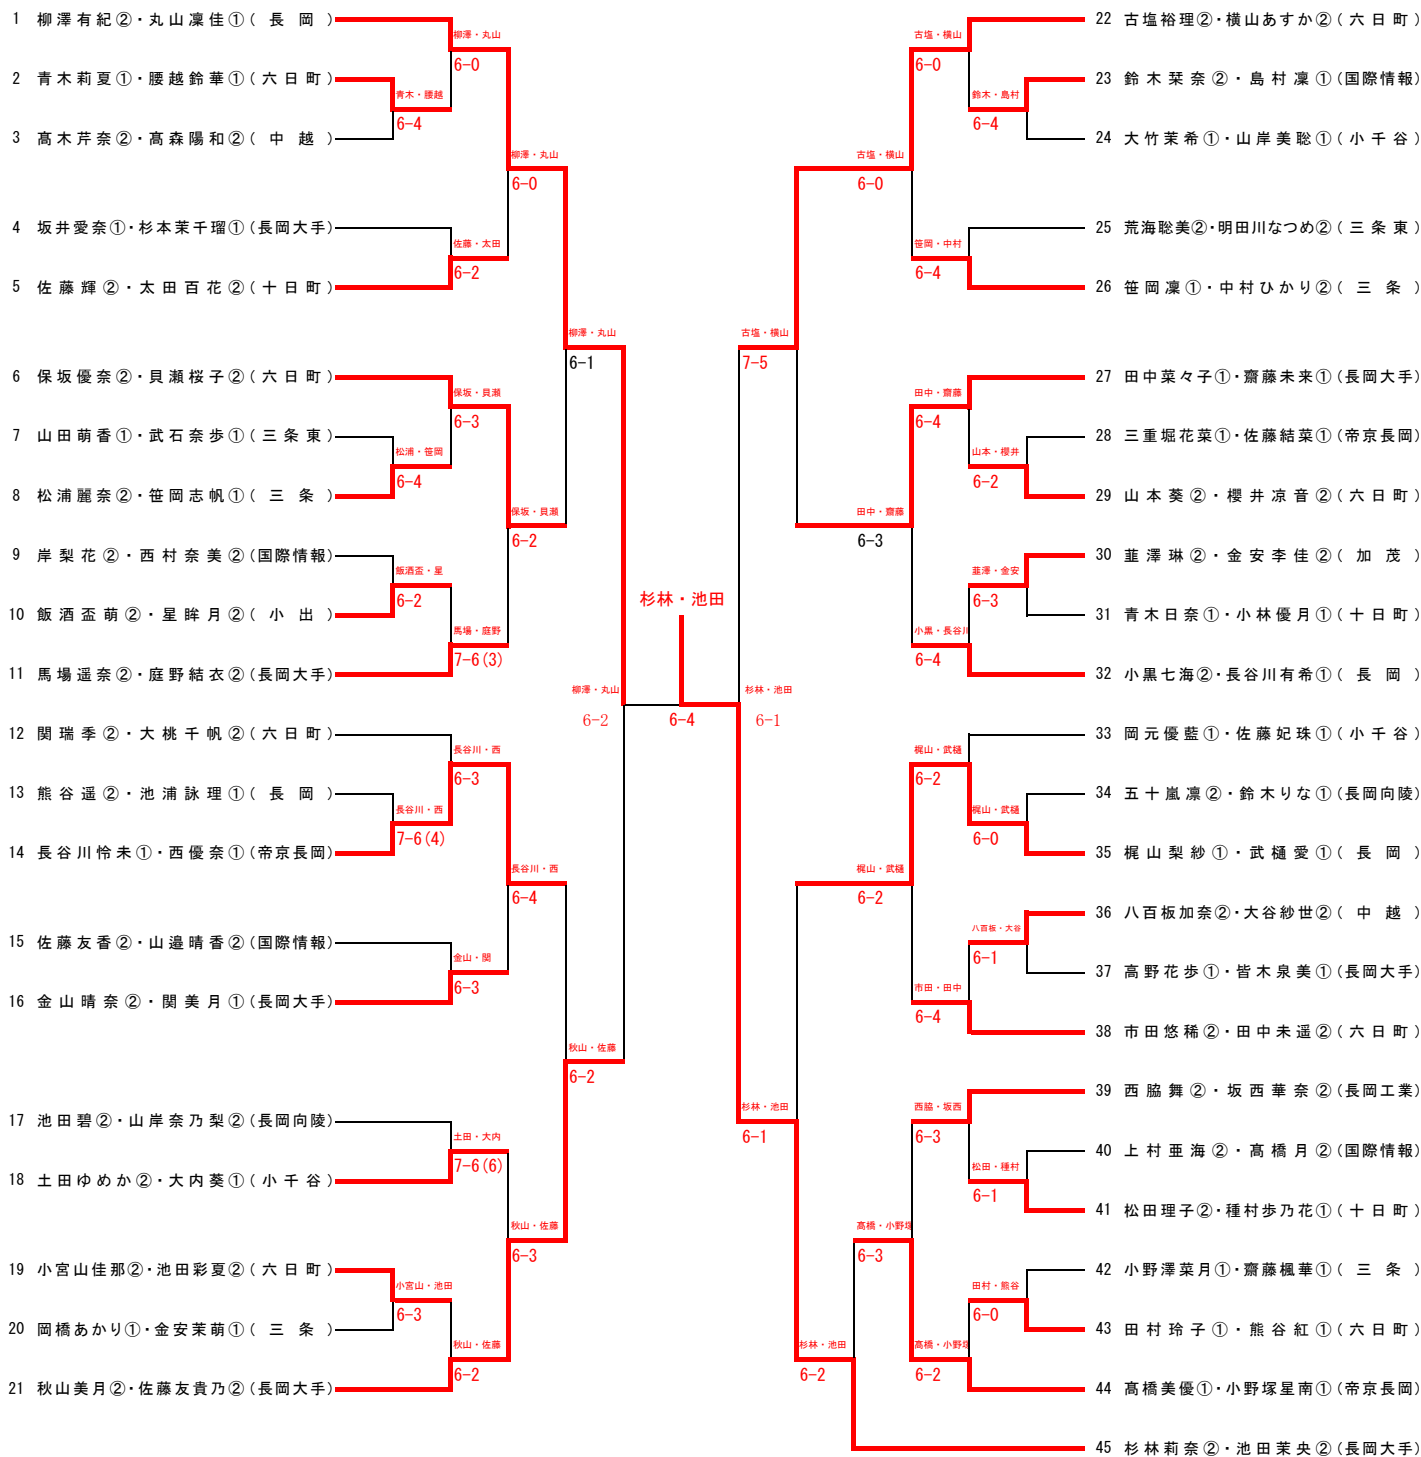 1 柳澤有紀②・丸山凜佳①(長岡)
2 青木莉夏①・腰越鈴華①(六日町)
3 髙木芹奈②・髙森陽和②(中越)
4 坂井愛奈①・杉本茉千瑠①(長岡大手)
5 佐藤輝②・太田百花②(十日町)
6 保坂優奈②・貝瀬桜子②(六日町)
7 山田萌香①・武石奈歩①(三条東)
8 松浦麗奈②・笹岡志帆①(三条)
9 岸梨花②・西村奈美②(国際情報)
10 飯酒盃萌②・星眸月②(小出)
11 馬場遥奈②・庭野結衣②(長岡大手)
12 関瑞季②・大桃千帆②(六日町)
13 熊谷遥②・池浦詠理①(長岡)
14 長谷川怜未①・西優奈①(帝京長岡)
15 佐藤友香②・山邉晴香②(国際情報)
16 金山晴奈②・関美月①(長岡大手)
17 池田碧②・山岸奈乃梨②(長岡向陵)
18 土田ゆめか②・大内葵①(小千谷)
19 小宮山佳那②・池田彩夏②(六日町)
20 岡橋あかり①・金安茉萌①(三条)
21 秋山美月②・佐藤友貴乃②(長岡大手)
柳澤・丸山
6-0
青木・腰越
6-4
柳澤・丸山
6-0
佐藤・太田
6-2
柳澤・丸山
6-1
保坂・貝瀬
6-3
松浦・笹岡
6-4
保坂・貝瀬
6-2
飯酒盃・星
6-2
馬場・庭野
7-6(3)
柳澤・丸山
6-2
長谷川・西
6-3
長谷川・西
7-6(4)
長谷川・西
6-4
金山・関
6-3
秋山・佐藤
6-2
土田・大内
7-6(6)
秋山・佐藤
6-3
小宮山・池田
6-3
秋山・佐藤
6-2
杉林・池田
6-4
古塩・横山
6-0
鈴木・島村
6-4
古塩・横山
6-0
笹岡・中村
6-4
古塩・横山
7-5
田中・齋藤
6-4
山本・櫻井
6-2
田中・齋藤
6-3
韮澤・金安
6-3
小黒・長谷川
6-4
杉林・池田
6-1
梶山・武樋
6-2
梶山・武樋
6-0
梶山・武樋
6-2
八百板・大谷
6-1
市田・田中
6-4
杉林・池田
6-1
西脇・坂西
6-3
松田・種村
6-1
髙橋・小野塚
6-3
田村・熊谷
6-0
髙橋・小野塚
6-2
杉林・池田
6-2
22 古塩裕理②・横山あすか②(六日町)
23 鈴木栞奈②・島村凜①(国際情報)
24 大竹茉希①・山岸美聡①(小千谷)
25 荒海聡美②・明田川なつめ②(三条東)
26 笹岡凜①・中村ひかり②(三条)
27 田中菜々子①・齋藤未来①(長岡大手)
28 三重堀花菜①・佐藤結菜①(帝京長岡)
29 山本葵②・櫻井凉音②(六日町)
30 韮澤琳②・金安李佳②(加茂)
31 青木日奈①・小林優月①(十日町)
32 小黒七海②・長谷川有希①(長岡)
33 岡元優藍①・佐藤妃珠①(小千谷)
34 五十嵐凛②・鈴木りな①(長岡向陵)
35 梶山梨紗①・武樋愛①(長岡)
36 八百板加奈②・大谷紗世②(中越)
37 高野花歩①・皆木泉美①(長岡大手)
38 市田悠稀②・田中未遥②(六日町)
39 西脇舞②・坂西華奈②(長岡工業)
40 上村亜海②・髙橋月②(国際情報)
41 松田理子②・種村歩乃花①(十日町)
42 小野澤菜月①・齋藤楓華①(三条)
43 田村玲子①・熊谷紅①(六日町)
44 髙橋美優①・小野塚星南①(帝京長岡)
45 杉林莉奈②・池田茉央②(長岡大手)